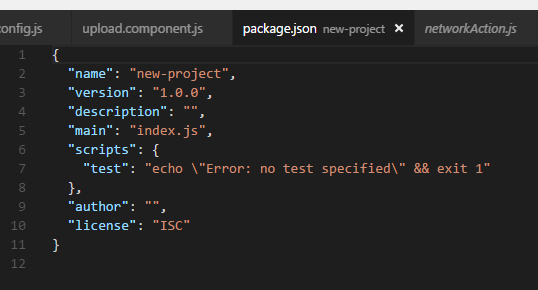 onfig.js upload.component.js package.json new-project × networkAction.js
1 {
2 "name": "new-project",
3 "version": "1.0.0",
4 "description": "",
5 "main": "index.js",
6 "scripts": {
7 "test": "echo \"Error: no test specified\" && exit 1"
8 },
9 "author": "",
10 "license": "ISC"
11 }
12